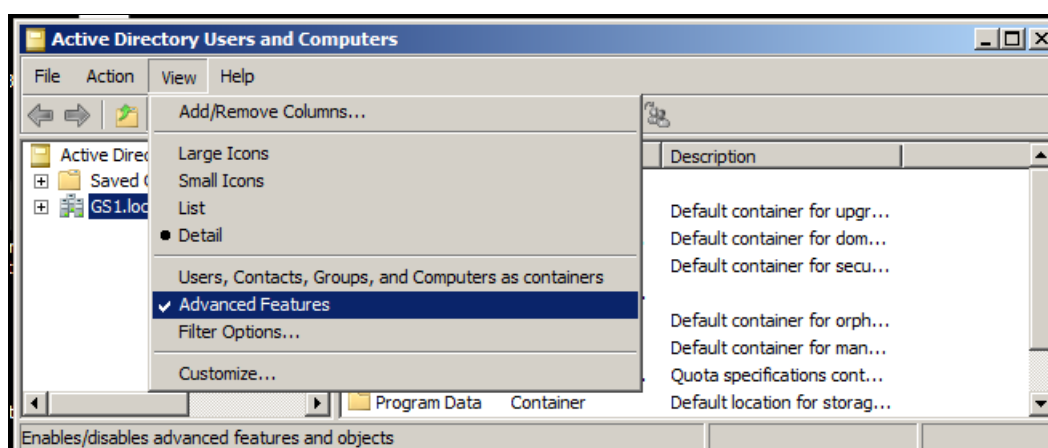 Active Directory Users and Computers
File Action View Help
Add/Remove Columns...
Active Direc Large Icons Description
Saved Small Icons
GS1.loc List Default container for upgr...
Detail Default container for dom...
Users, Contacts, Groups, and Computers as containers Default container for secu...
Advanced Features
Filter Options... Default container for orph...
Default container for man...
Customize... Quota specifications cont...
Program Data Container Default location for storag...
Enables/disables advanced features and objects